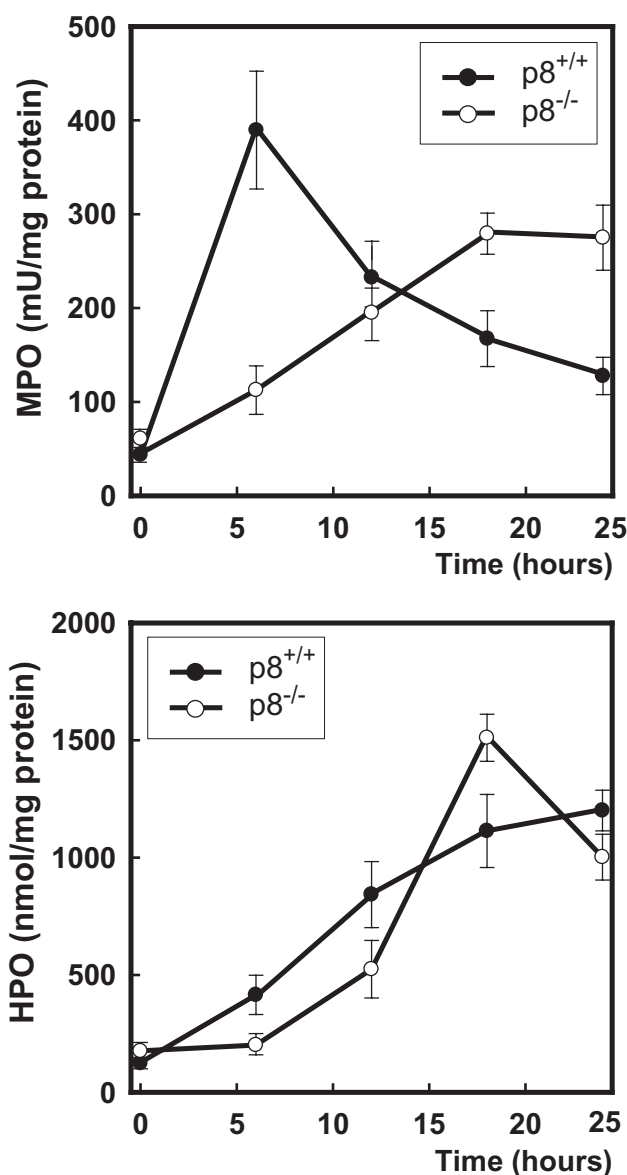 500
400
300
200
100
0
MPO (mU/mg protein)
p8+/+
p8-/-
0 5 10 15 20 25
Time (hours)
2000
1500
1000
500
0
HPO (nmol/mg protein)
p8+/+
p8-/-
0 6 10 13 15 20 25
Time (hours)